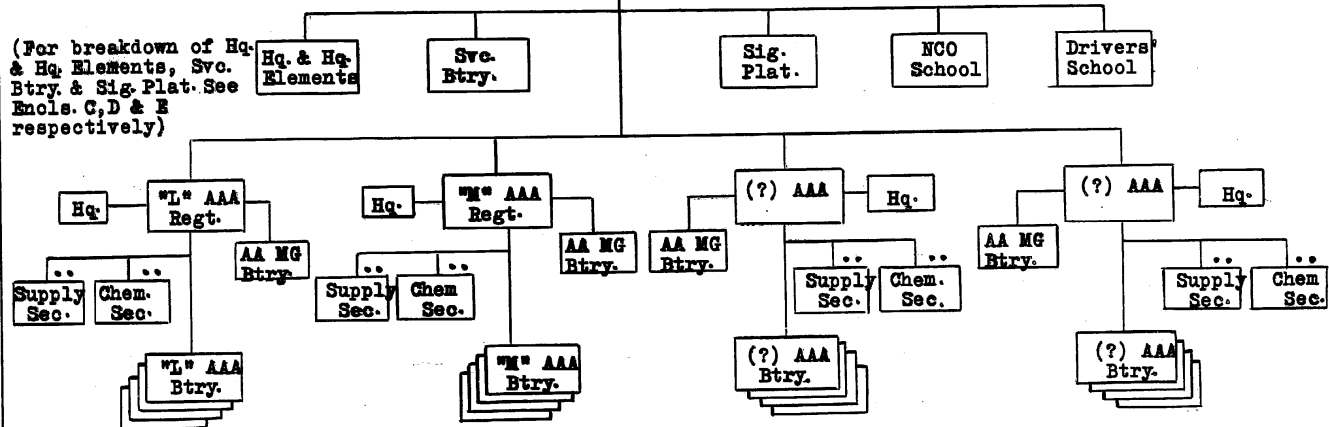 (For breakdown of Hq.
& Hq. Elements, Svc.
Btry. & Sig. Plat. See
Encls. C,D & E
respectively)
Hq. & Hq.
Elements
Svc.
Btry.
Sig.
Plat.
NCO
School
Drivers'
School
Hq.
"L" AAA
Regt.
AA MG
Btry.
Supply
Sec.
Chem.
Sec.
"L" AAA
Btry.
Hq.
"M" AAA
Regt.
AA MG
Btry.
Supply
Sec.
Chem
Sec.
"M" AAA
Btry.
(?) AAA
Hq.
AA MG
Btry.
Supply
Sec.
Chem.
Sec.
(?) AAA
Btry.
(?) AAA
Hq.
AA MG
Btry.
Supply
Sec.
Chem
Sec.
(?) AAA
Btry.